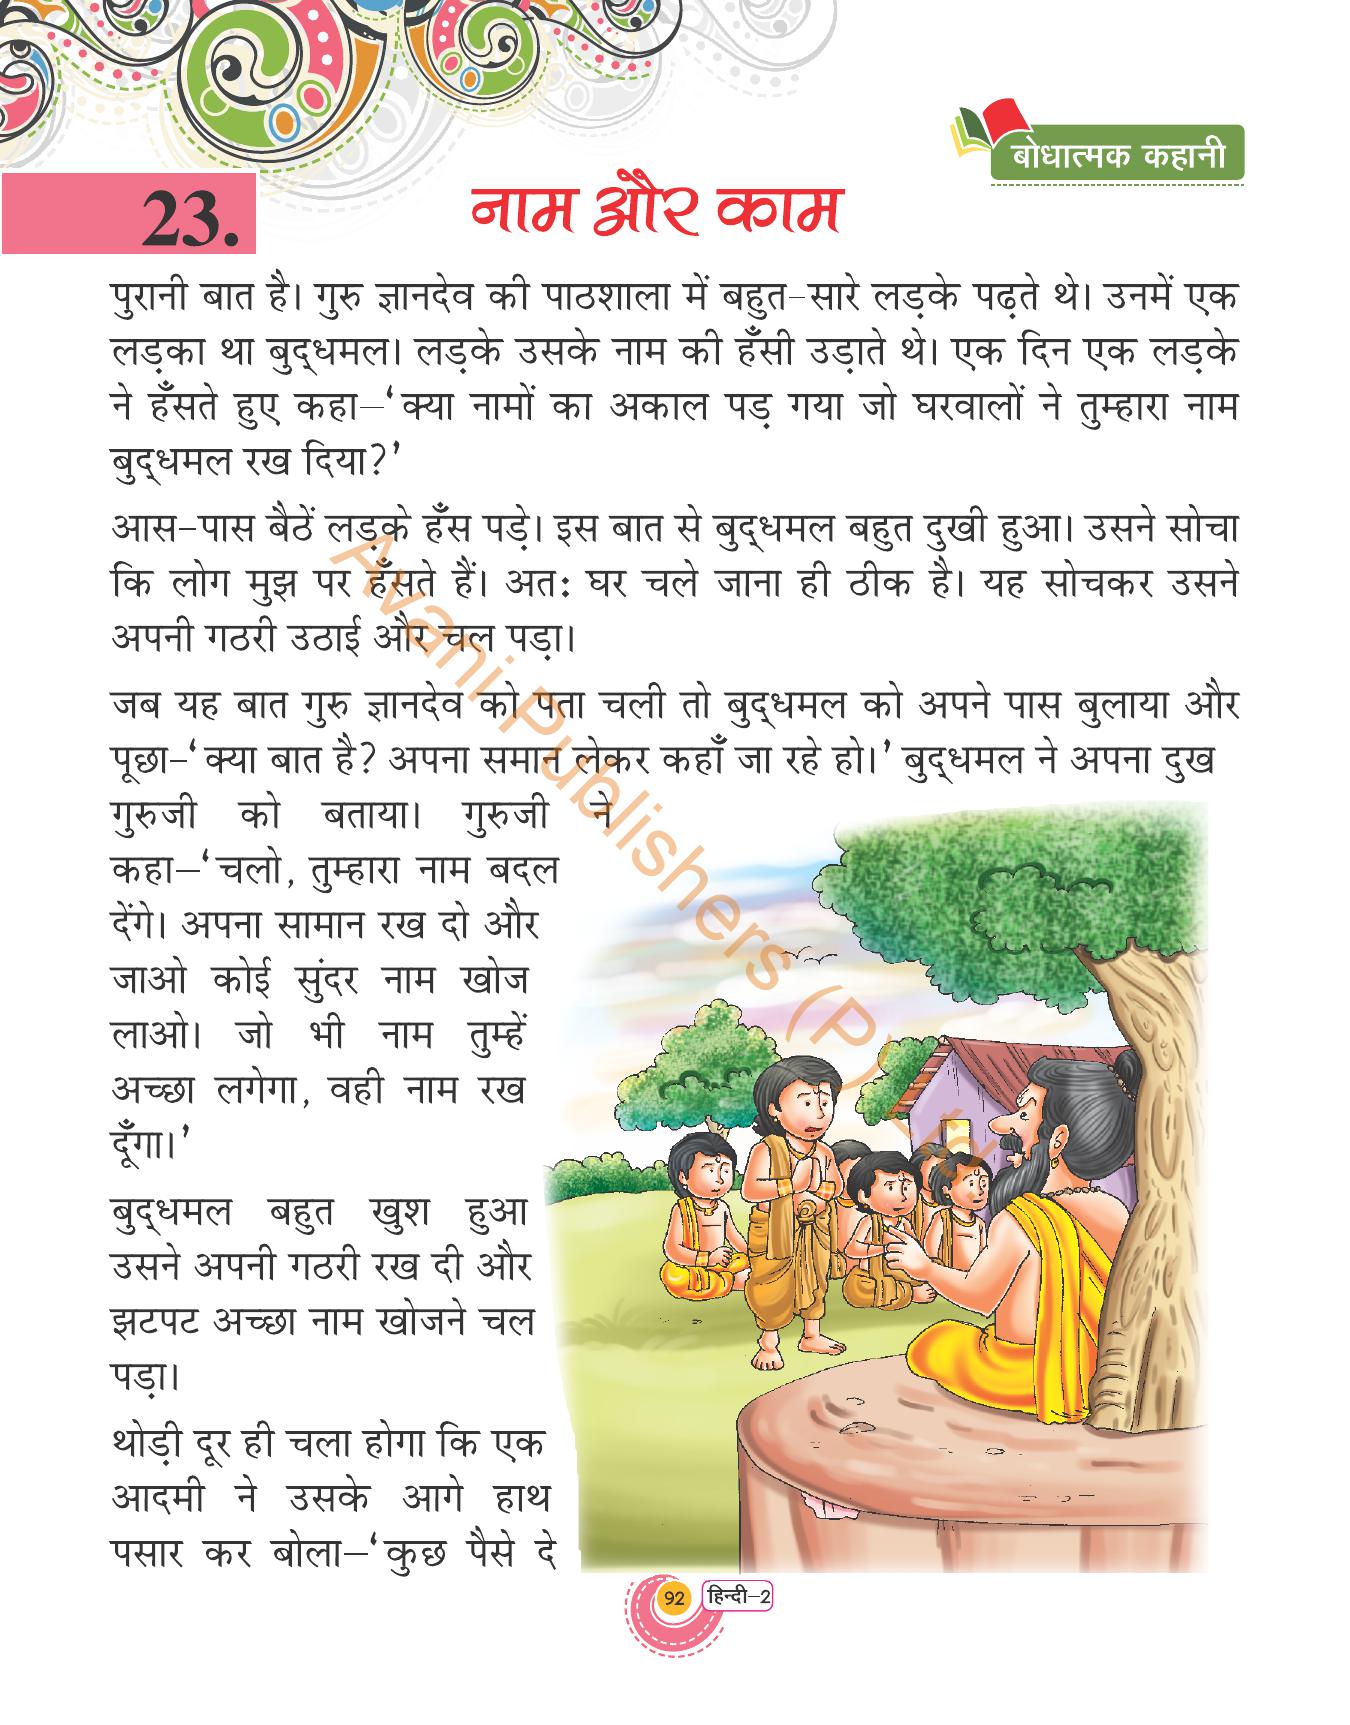 बोधात्मक कहानी
23.
नाम और काम
पुरानी बात है। गुरु ज्ञानदेव की पाठशाला में बहुत-सारे लड़के पढ़ते थे। उनमें एक
लड़का था बुद्धमल। लड़के उसके नाम की हँसी उड़ाते थे। एक दिन एक लड़के
ने हँसते हुए कहा–‘क्या नामों का अकाल पड़ गया जो घरवालों ने तुम्हारा नाम
बुद्धमल रख दिया?’
आस-पास बैठें लड़के हँस पड़े। इस बात से बुद्धमल बहुत दुखी हुआ। उसने सोचा
कि लोग मुझ पर हँसते हैं। अतः घर चले जाना ही ठीक है। यह सोचकर उसने
अपनी गठरी उठाई और चल पड़ा।
जब यह बात गुरु ज्ञानदेव को पता चली तो बुद्धमल को अपने पास बुलाया और
पूछा-‘क्या बात है? अपना समान लेकर कहाँ जा रहे हो।’ बुद्धमल ने अपना दुख
गुरुजी को बताया। गुरुजी ने
कहा–‘चलो, तुम्हारा नाम बदल
देंगे। अपना सामान रख दो और
जाओ कोई सुंदर नाम खोज
लाओ। जो भी नाम तुम्हें
अच्छा लगेगा, वही नाम रख
दूँगा।’
बुद्धमल बहुत खुश हुआ
उसने अपनी गठरी रख दी और
झटपट अच्छा नाम खोजने चल
पड़ा।
थोड़ी दूर ही चला होगा कि एक
आदमी ने उसके आगे हाथ
पसार कर बोला–‘कुछ पैसे दे
Avani Publishers (P) Ltd
92 हिन्दी-2